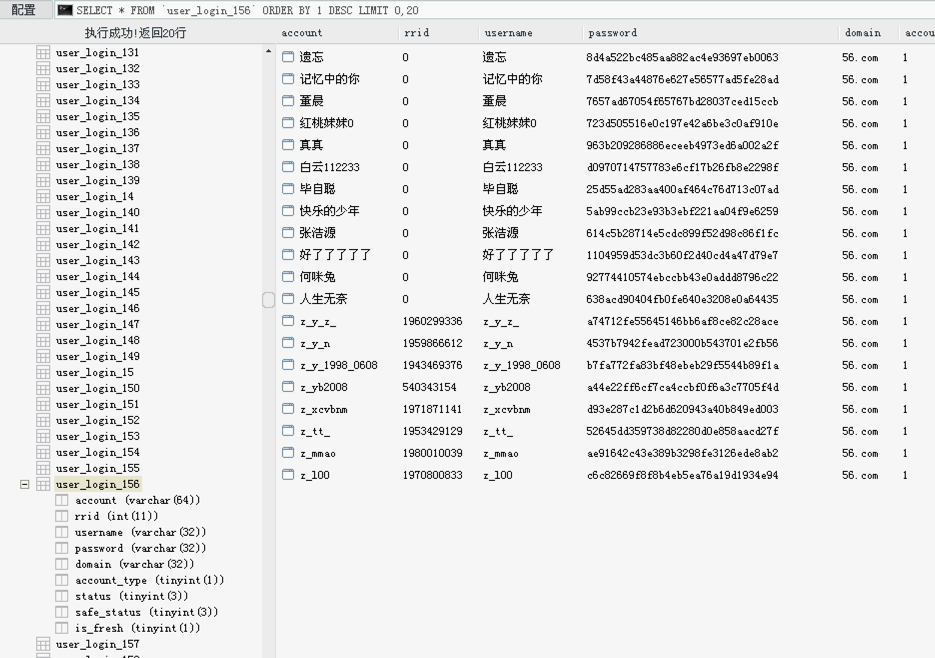 配置 SELECT * FROM `user_login_156` ORDER BY 1 DESC LIMIT 0,20
执行成功!返回20行
user_login_131
user_login_132
user_login_133
user_login_134
user_login_135
user_login_136
user_login_137
user_login_138
user_login_139
user_login_14
user_login_140
user_login_141
user_login_142
user_login_143
user_login_144
user_login_145
user_login_146
user_login_147
user_login_148
user_login_149
user_login_15
user_login_150
user_login_151
user_login_152
user_login_153
user_login_154
user_login_155
user_login_156
account (varchar(64))
rrid (int(11))
username (varchar(32))
password (varchar(32))
domain (varchar(32))
account_type (tinyint(1))
status (tinyint(3))
safe_status (tinyint(3))
is_fresh (tinyint(1))
user_login_157
account rrid username password domain accou
遗忘 0 遗忘 8d4a522bc485aa882ac4e93697eb0063 56.com 1
记忆中的你 0 记忆中的你 7d58f43a44876e627e56577ad5fe28ad 56.com 1
董晨 0 董晨 7657ad67054f65767bd28037ced15ccb 56.com 1
红桃妹妹0 0 红桃妹妹0 723d505516e0c197e42a6be3c0af910e 56.com 1
真真 0 真真 963b209286886eceeb4973ed6a002a2f 56.com 1
白云112233 0 白云112233 d0970714757783e6cf17b26fb8e2298f 56.com 1
毕自聪 0 毕自聪 25d55ad283aa400af464c76d713c07ad 56.com 1
快乐的少年 0 快乐的少年 5ab99ccb23e93b3ebf221aa04f9e6259 56.com 1
张洁源 0 张洁源 614c5b28714e5cdc899f52d98c86f1fc 56.com 1
好了了了了了 0 好了了了了了 1104959d53dc3b60f2d40cd4a47d79e7 56.com 1
何咪兔 0 何咪兔 92774410574ebccbb43e0addd8796c22 56.com 1
人生无奈 0 人生无奈 638acd90404fb0fe640e3208e0a64435 56.com 1
z_y_z_ 1960299336 z_y_z_ a74712fe55645146bb6af8ce82c28ace 56.com 1
z_y_n 1959866612 z_y_n 4537b7942fead723000b543701e2fb56 56.com 1
z_y_1998_0608 1943469376 z_y_1998_0608 b7fa772fa83bf48ebeb29f5544b89f1a 56.com 1
z_yb2008 540343154 z_yb2008 a44e22ff6cf7ca4ccbf0f6a3c7705f4d 56.com 1
z_xcvbnm 1971871141 z_xcvbnm d93e287c1d2b6d620943a40b849ed003 56.com 1
z_tt_ 1953429129 z_tt_ 52645dd359738d82280d0e858aacd27f 56.com 1
z_mmao 1980010039 z_mmao ae91642c43e389b3298fe3126ede8ab2 56.com 1
z_l00 1970800833 z_l00 c6c82669f8f8b4eb5ea76a19d1934e94 56.com 1